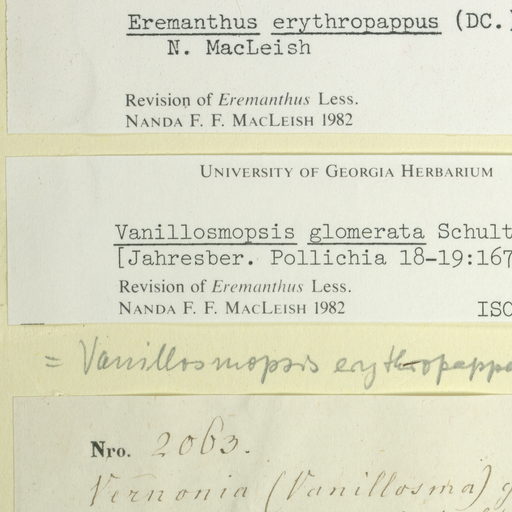 Eremanthus erythropappus (DC.)
N. MacLeish
Revision of Eremanthus Less.
NANDA F. F. MACLEISH 1982
UNIVERSITY OF GEORGIA HERBARIUM
Vanillosmopsis glomerata Schult
[Jahresber. Pollichia 18-19:167
Revision of Eremanthus Less.
NANDA F. F. MACLEISH 1982
ISO
= Vanillosmopsis erythropappa
Nro. 2063.
Vernonia (Vanillosma) g